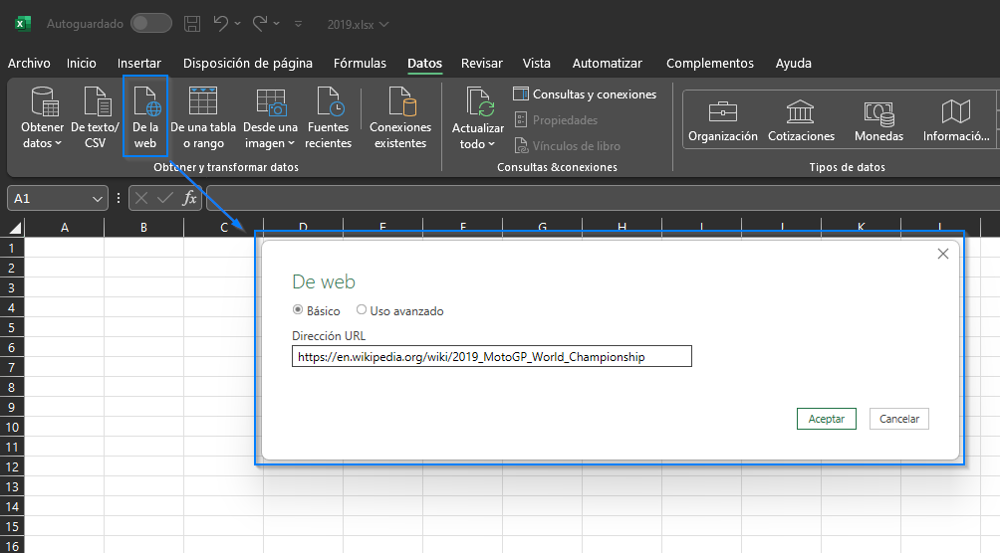 Autoguardado
2019.xlsx
Archivo Inicio Insertar Disposición de página Fórmulas Datos Revisar Vista Automatizar Complementos Ayuda
Obtener datos
De texto/ CSV
De la web
De una tabla o rango
Desde una imagen
Fuentes recientes
Conexiones existentes
Obtener y transformar datos
Actualizar todo
Consultas y conexiones
Propiedades
Vínculos de libro
Consultas &conexiones
Organización
Cotizaciones
Monedas
Informació...
Tipos de datos
A1
fx
A B C D E F G H I J K L
1
2
3
4
5
6
7
8
9
10
11
12
13
14
15
16
De web
Básico
Uso avanzado
Dirección URL
https://en.wikipedia.org/wiki/2019_MotoGP_World_Championship
Aceptar
Cancelar